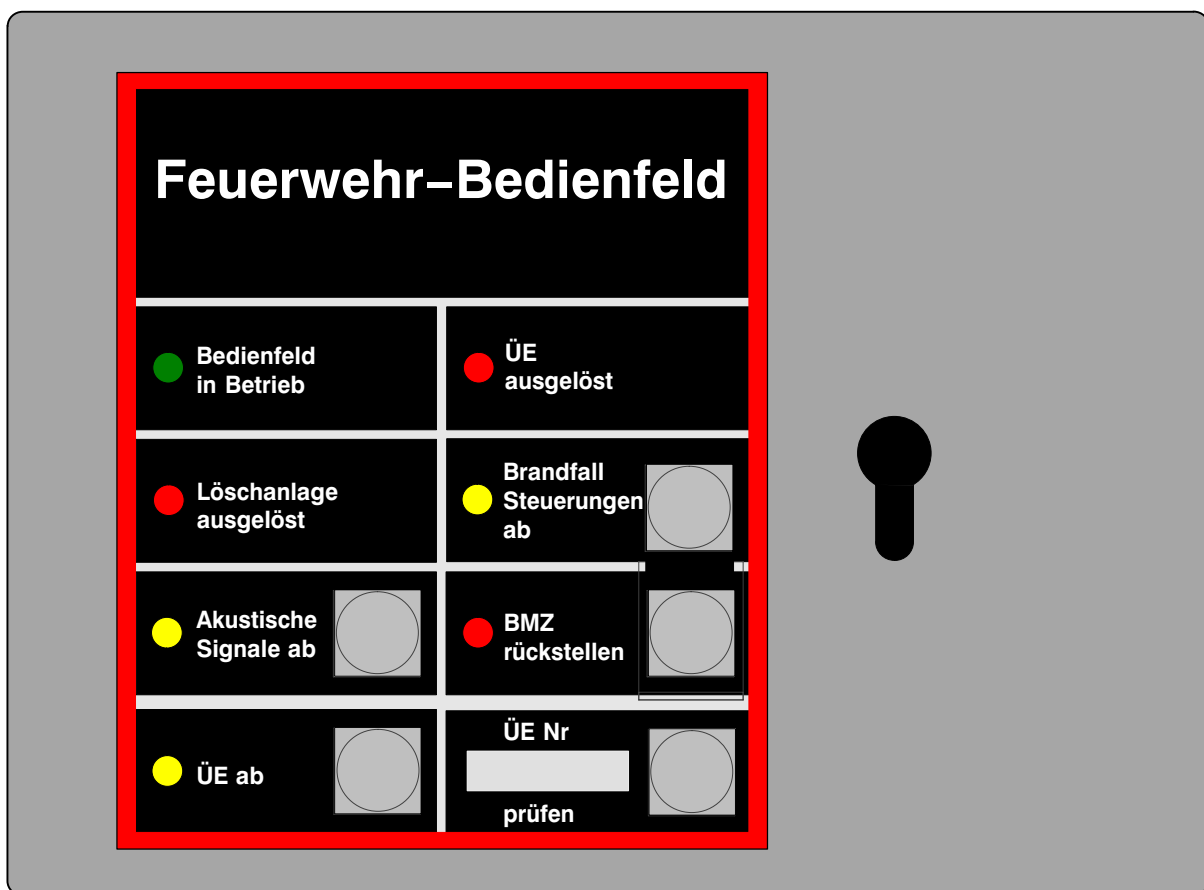 Feuerwehr–Bedienfeld
Bedienfeld
in Betrieb
ÜE
ausgelöst
Löschanlage
ausgelöst
Brandfall
Steuerungen
ab
Akustische
Signale ab
BMZ
rückstellen
ÜE ab
ÜE Nr
prüfen